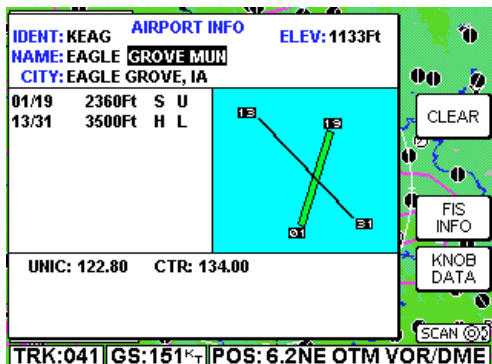 AIRPORT INFO
IDENT: KEAG
ELEV: 1133Ft
NAME: EAGLE GROVE MUN
CITY: EAGLE GROVE, IA
01/19 2360Ft S U
13/31 3500Ft H L
13
19
01
31
UNIC: 122.80 CTR: 134.00
CLEAR
FIS
INFO
KNOB
DATA
SCAN
TRK:041 GS:151KT POS: 6.2NE OTM VOR/DME